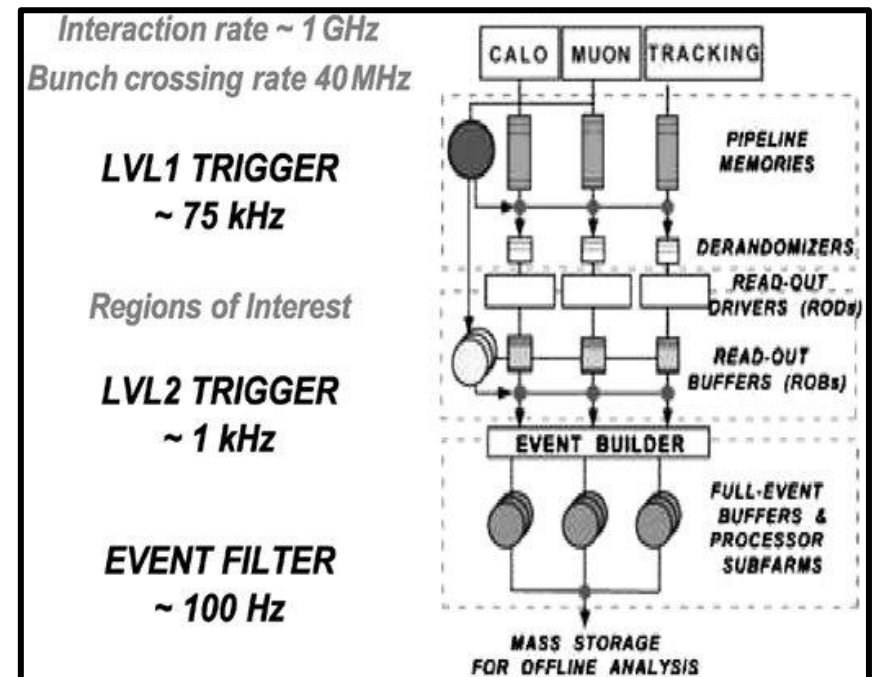 Interaction rate ~ 1 GHz
Bunch crossing rate 40 MHz
LVL1 TRIGGER
~ 75 kHz
Regions of Interest
LVL2 TRIGGER
~ 1 kHz
EVENT FILTER
~ 100 Hz
CALO MUON TRACKING
PIPELINE
MEMORIES
DERANDOMIZERS
READ-OUT
DRIVERS (RODs)
READ-OUT
BUFFERS (ROBs)
EVENT BUILDER
FULL-EVENT
BUFFERS &
PROCESSOR
SUBFARMS
MASS STORAGE
FOR OFFLINE ANALYSIS